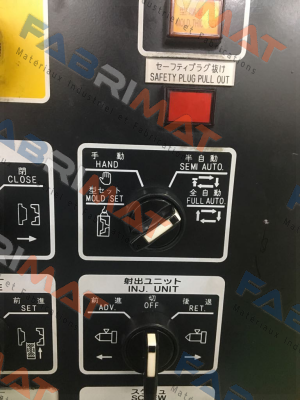 セーフティプラグ抜け
SAFETY PLUG PULL OUT
手動
HAND
半自動
SEMI AUTO.
閉
CLOSE
型セット
MOLD SET
全自動
FULL AUTO.
射出ユニット
INJ. UNIT
前進
SET
前進
ADV.
切
OFF
後退
RET.
FABRIMAT